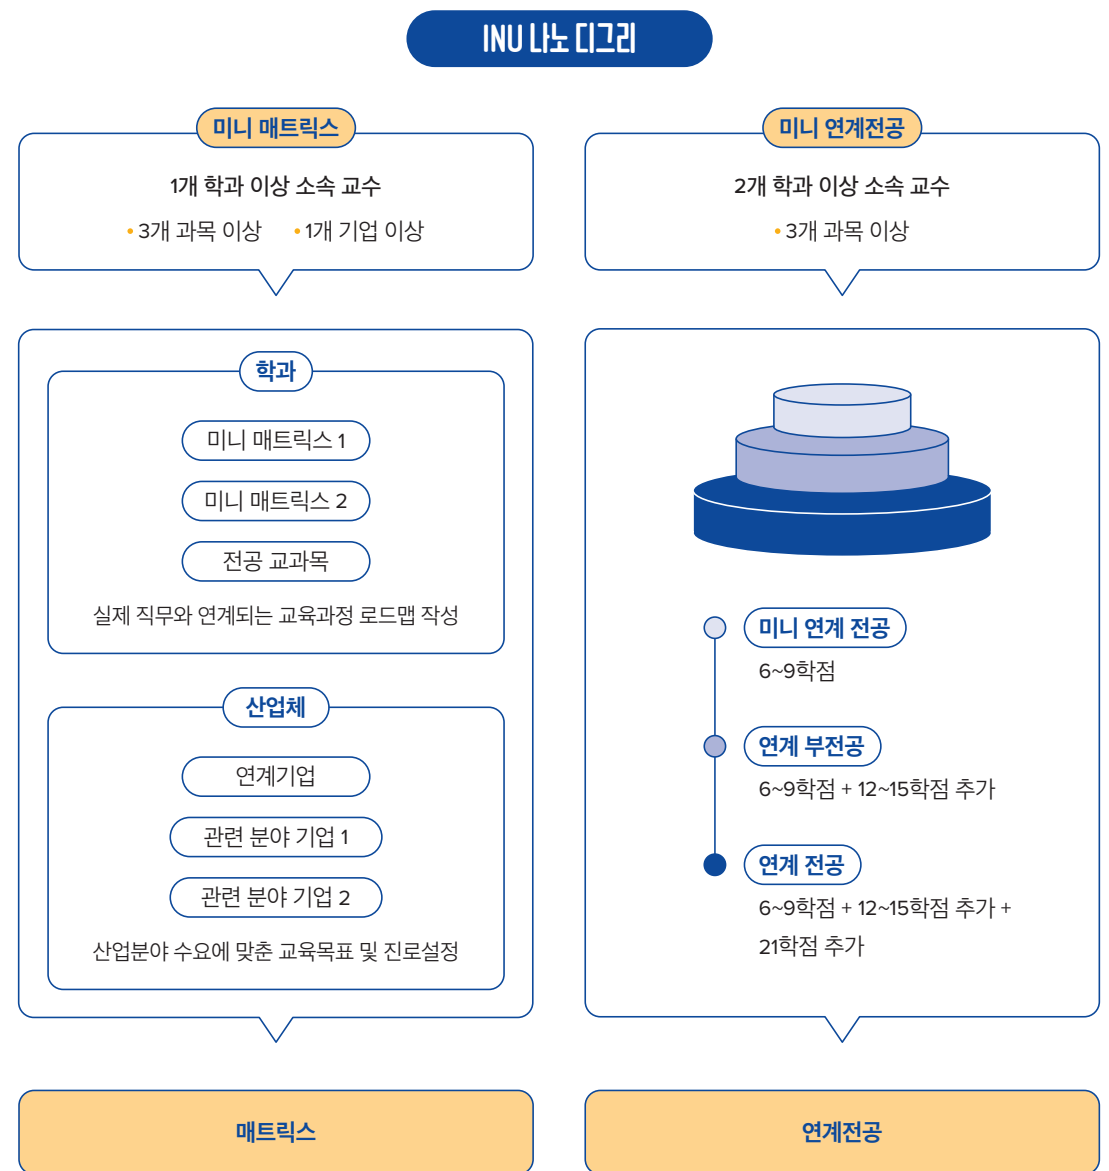 INU 나노 디그리
미니 매트릭스
1개 학과 이상 소속 교수
• 3개 과목 이상 • 1개 기업 이상
학과
미니 매트릭스 1
미니 매트릭스 2
전공 교과목
실제 직무와 연계되는 교육과정 로드맵 작성
산업체
연계기업
관련 분야 기업 1
관련 분야 기업 2
산업분야 수요에 맞춘 교육목표 및 진로설정
매트릭스
미니 연계전공
2개 학과 이상 소속 교수
• 3개 과목 이상
미니 연계 전공
6~9학점
연계 부전공
6~9학점 + 12~15학점 추가
연계 전공
6~9학점 + 12~15학점 추가 +
21학점 추가
연계전공